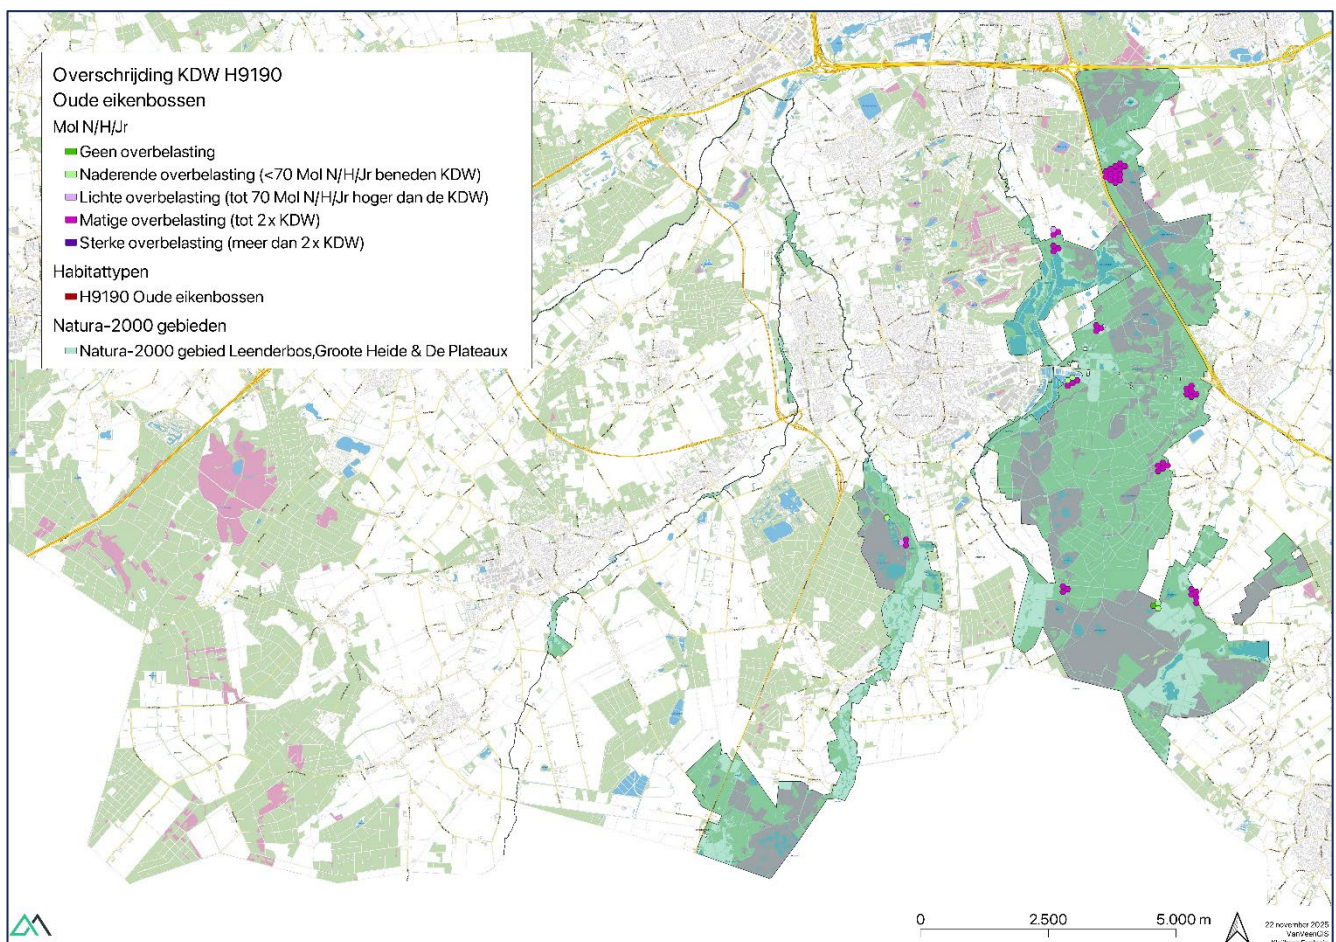 Overschrijding KDW H9190
Oude eikenbossen
Mol N/H/Jr
Geen overbelasting
Naderende overbelasting (<70 Mol N/H/Jr beneden KDW)
Lichte overbelasting (tot 70 Mol N/H/Jr hoger dan de KDW)
Matige overbelasting (tot 2x KDW)
Sterke overbelasting (meer dan 2x KDW)
Habitattypen
H9190 Oude eikenbossen
Natura-2000 gebieden
Natura-2000 gebied Leenderbos,Groote Heide & De Plateaux
0 2.500 5.000 m
22 november 2025
VanVeenGIS